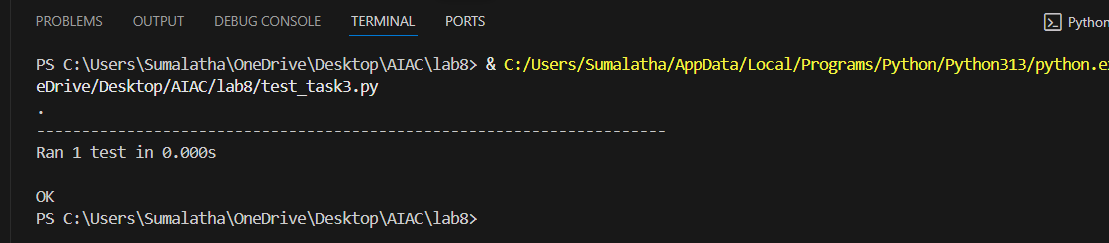 PROBLEMS OUTPUT DEBUG CONSOLE TERMINAL PORTS Python
PS C:\Users\Sumalatha\OneDrive\Desktop\AIAC\lab8> & C:/Users/Sumalatha/AppData/Local/Programs/Python/Python313/python.ex
eDrive/Desktop/AIAC/lab8/test_task3.py
.
----------------------------------------------------------------------
Ran 1 test in 0.000s
OK
PS C:\Users\Sumalatha\OneDrive\Desktop\AIAC\lab8>